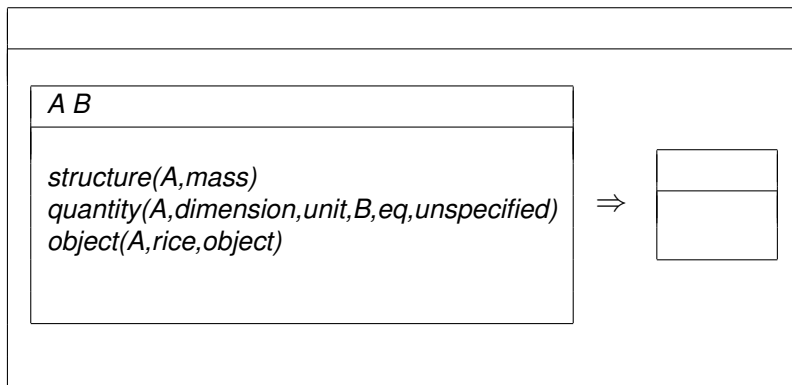 A B
structure(A,mass)
quantity(A,dimension,unit,B,eq,unspecified)
object(A,rice,object)
⇒